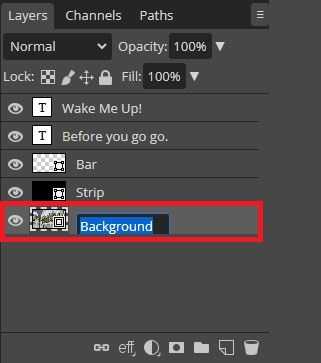 Layers Channels Paths
Normal Opacity: 100%
Lock: Fill: 100%
T Wake Me Up!
T Before you go go.
Bar
Strip
Background
eff